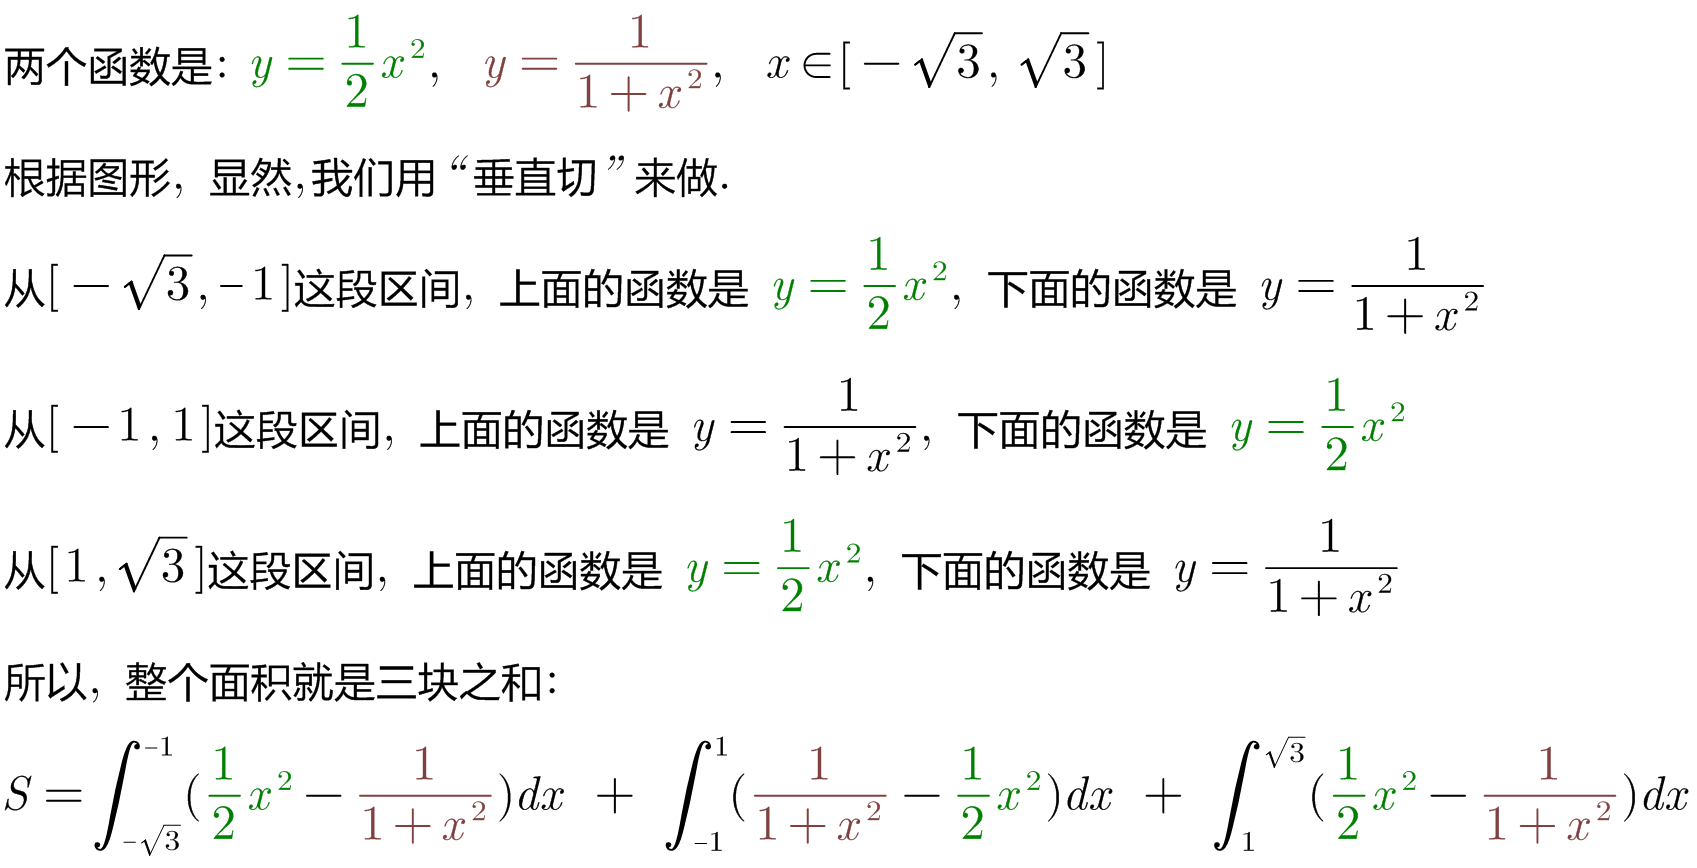 两个函数是: $y = \frac{1}{2}x^2$, $y = \frac{1}{1+x^2}$, $x \in [-\sqrt{3}, \sqrt{3}]$
根据图形, 显然,我们用“垂直切”来做.
从$[-\sqrt{3}, -1]$这段区间, 上面的函数是 $y = \frac{1}{2}x^2$, 下面的函数是 $y = \frac{1}{1+x^2}$
从$[-1, 1]$这段区间, 上面的函数是 $y = \frac{1}{1+x^2}$, 下面的函数是 $y = \frac{1}{2}x^2$
从$[1, \sqrt{3}]$这段区间, 上面的函数是 $y = \frac{1}{2}x^2$, 下面的函数是 $y = \frac{1}{1+x^2}$
所以, 整个面积就是三块之和:
$S = \int_{-\sqrt{3}}^{-1} (\frac{1}{2}x^2 - \frac{1}{1+x^2})dx + \int_{-1}^{1} (\frac{1}{1+x^2} - \frac{1}{2}x^2)dx + \int_{1}^{\sqrt{3}} (\frac{1}{2}x^2 - \frac{1}{1+x^2})dx$